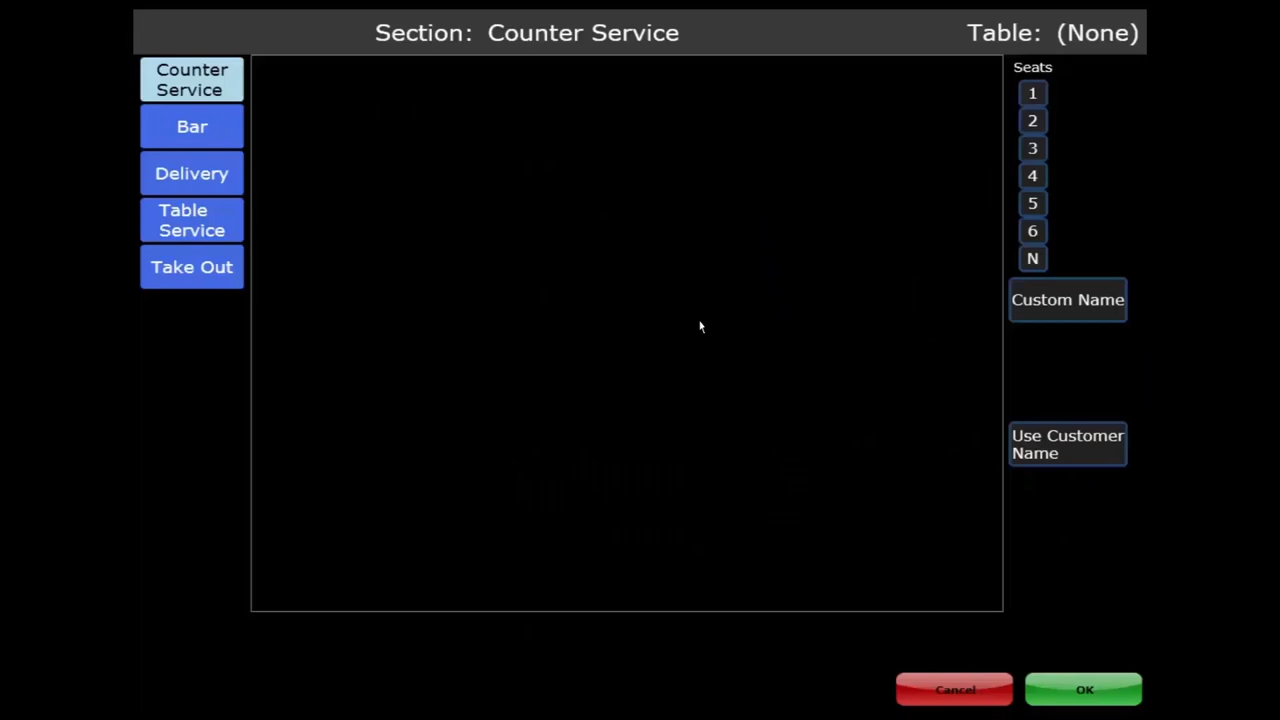 Section: Counter Service
Table: (None)
Counter
Service
Bar
Delivery
Table
Service
Take Out
Seats
1
2
3
4
5
6
N
Custom Name
Use Customer
Name
Cancel
OK